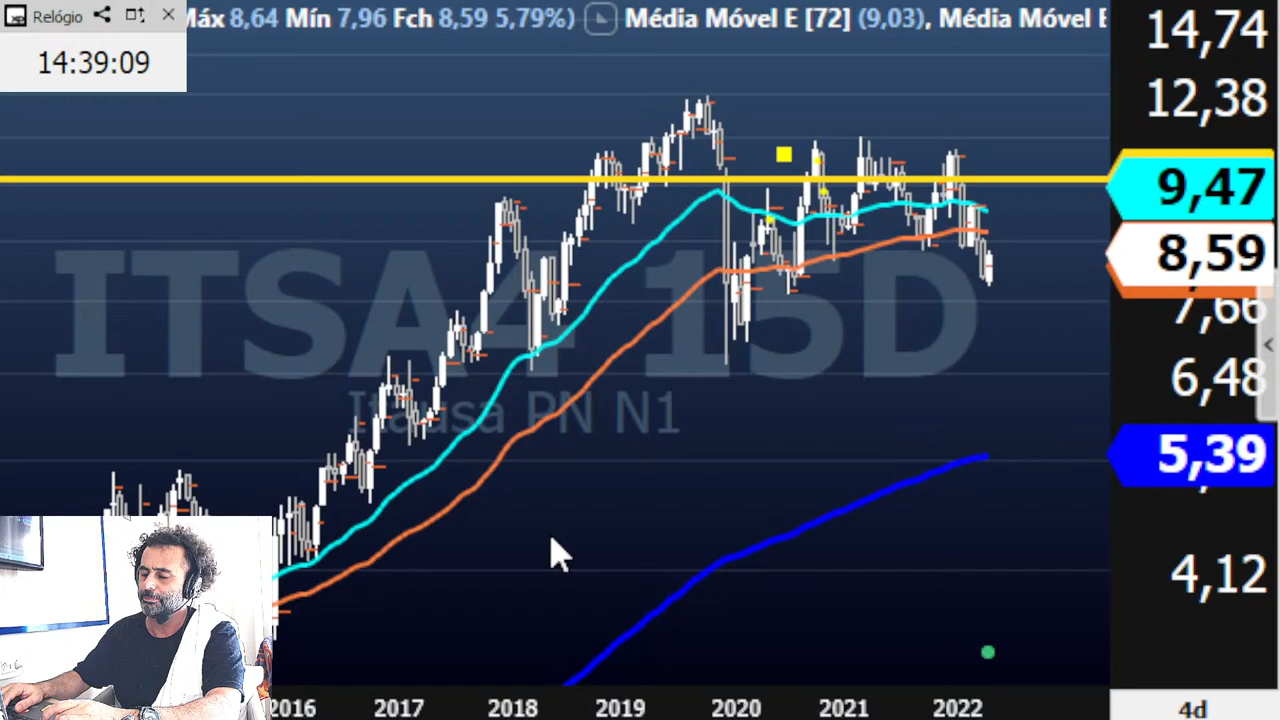 Relógio
Máx 8,64 Mín 7,96 Fch 8,59 5,79%) Média Móvel E [72] (9,03), Média Móvel E
14:39:09
14,74
12,38
9,47
8,59
7,66
6,48
5,39
4,12
ITSA4 15D
Itausa PN N1
2016 2017 2018 2019 2020 2021 2022
4d